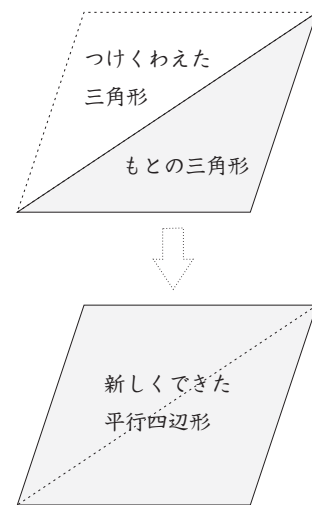 つけくわえた
三角形
もとの三角形
新しくできた
平行四辺形